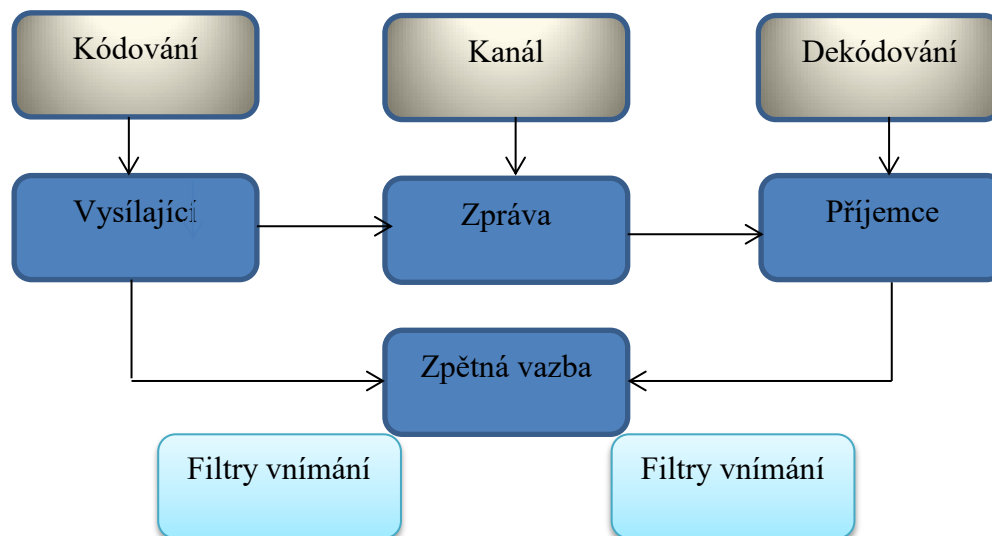 Kódování
Kanál
Dekódování
Vysílající
Zpráva
Příjemce
Zpětná vazba
Filtry vnímání
Filtry vnímání